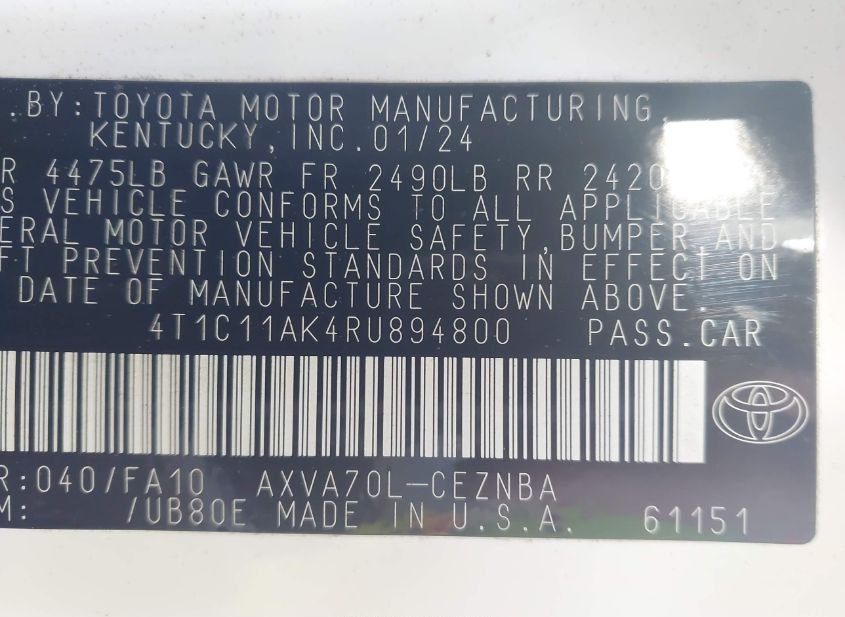 . BY: TOYOTA MOTOR MANUFACTURING,
KENTUCKY, INC. 01/24
R 4475LB GAWR FR 2490LB RR 2420
S VEHICLE CONFORMS TO ALL APPLICABLE
ERAL MOTOR VEHICLE SAFETY, BUMPER, AND
FT PREVENTION STANDARDS IN EFFECT ON
DATE OF MANUFACTURE SHOWN ABOVE.
4T1C11AK4RU894800 PASS.CAR
R:040/FA10 AXVA70L-CEZNBA
M: /UB80E MADE IN U.S.A. 61151